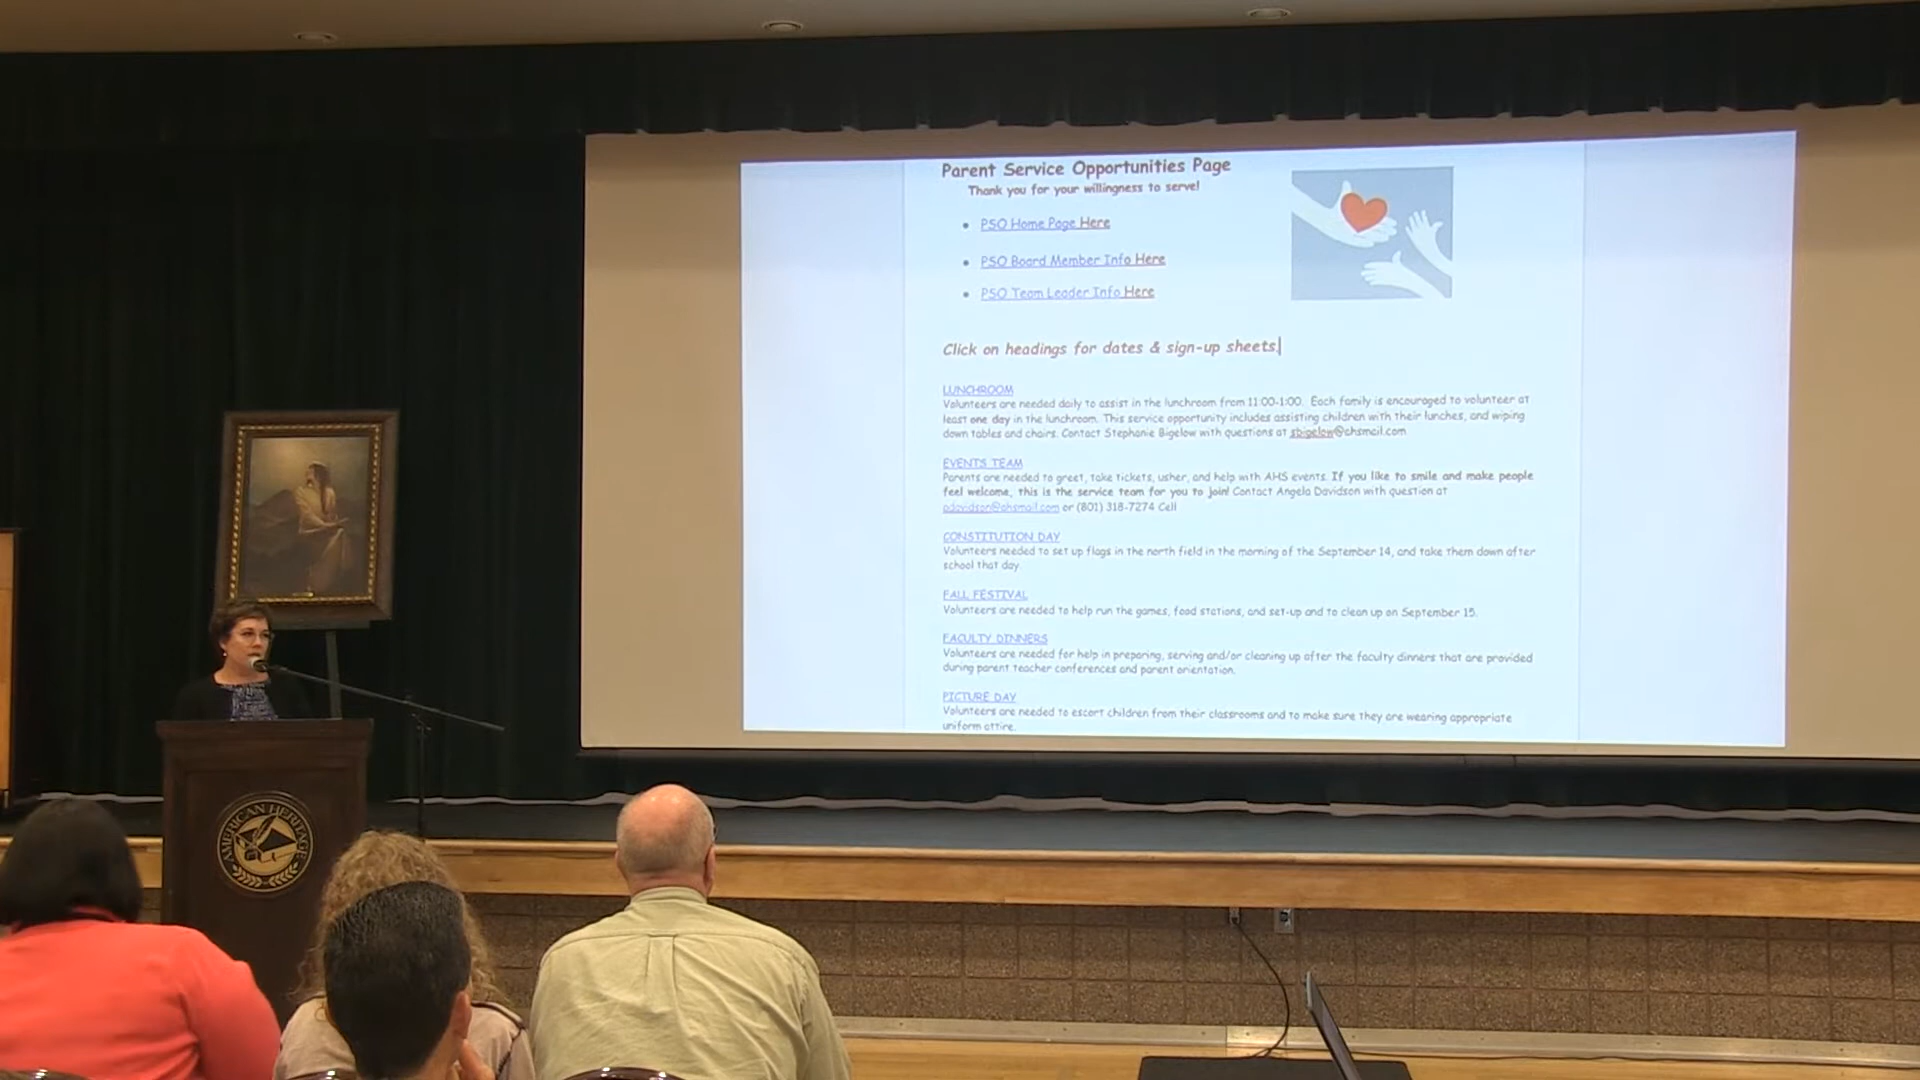 Parent Service Opportunities Page
Thank you for your willingness to serve!
PSO Home Page Here
PSO Board Member Info Here
PSO Team Leader Info Here
Click on headings for dates & sign-up sheets.
LUNCHROOM
Volunteers are needed daily to assist in the lunchroom from 11:00-1:00. Each family is encouraged to volunteer at
least one day in the lunchroom. This service opportunity includes assisting children with their lunches, and wiping
down tables and chairs. Contact Stephanie Bigelow with questions at sbigelow@ahsmail.com
EVENTS TEAM
Parents are needed to greet, take tickets, usher, and help with AHS events. If you like to smile and make people
feel welcome, this is the service team for you to join! Contact Angela Davidson with question at
adavidson@ahsmail.com or (801) 318-7274 Cell
CONSTITUTION DAY
Volunteers needed to set up flags in the north field in the morning of the September 14, and take them down after
school that day.
FALL FESTIVAL
Volunteers are needed to help run the games, food stations, and set-up and to clean up on September 15.
FACULTY DINNERS
Volunteers are needed for help in preparing, serving and/or cleaning up after the faculty dinners that are provided
during parent teacher conferences and parent orientation.
PICTURE DAY
Volunteers are needed to escort children from their classrooms and to make sure they are wearing appropriate
uniform attire.
AMERICAN HERITAGE